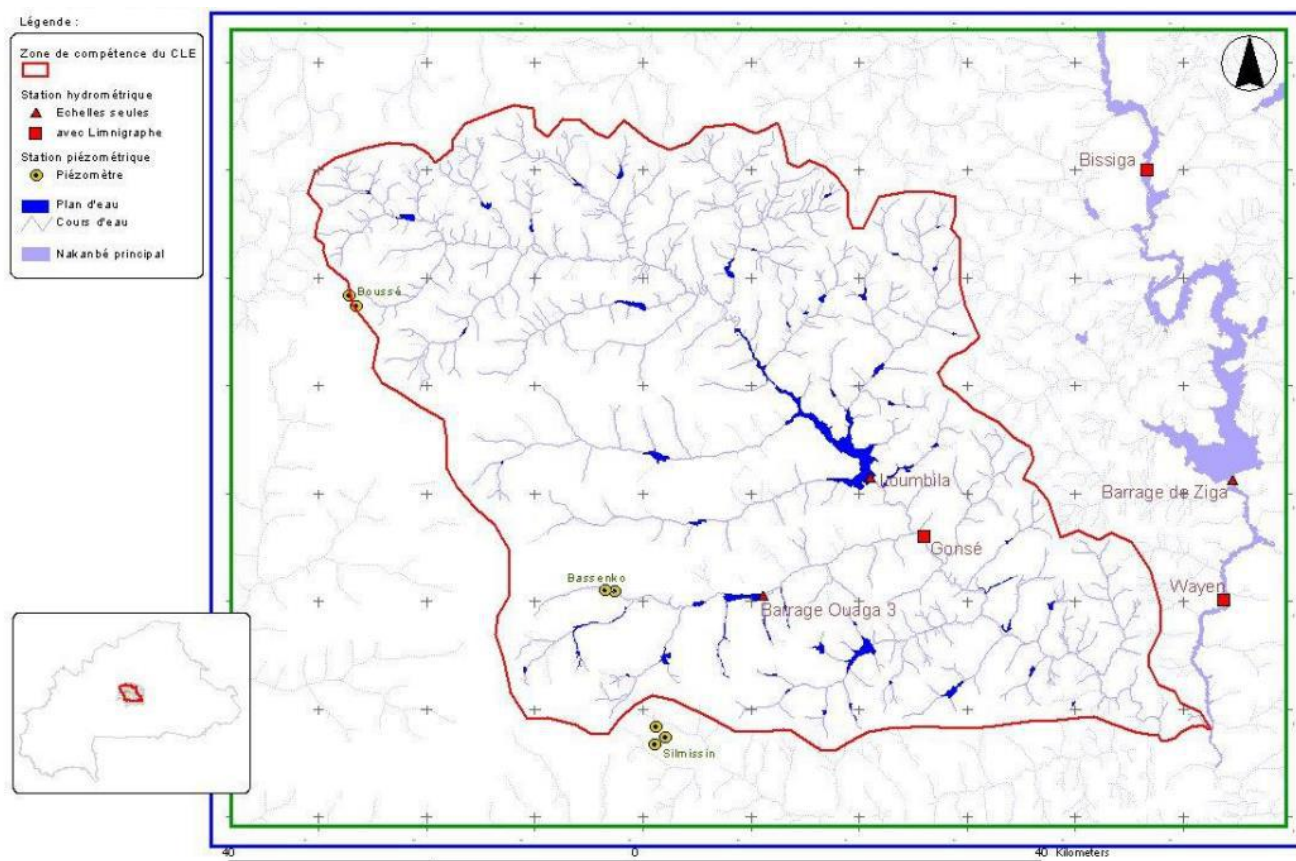 Légende :
Zone de compétence du CLE
Station hydrométrique
Echelles seules
avec Limnigraphe
Station piézométrique
Piézomètre
Plan d'eau
Cours d'eau
Nakanbé principal
Bissiga
Boussé
Loumbila
Barrage de Ziga
Gonsé
Bassenko
Wayen
Barrage Ouaga 3
Silmissin
40 0 40 Kilometers